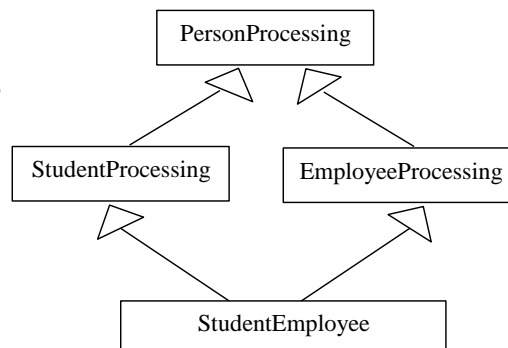 PersonProcessing
StudentProcessing
EmployeeProcessing
StudentEmployee